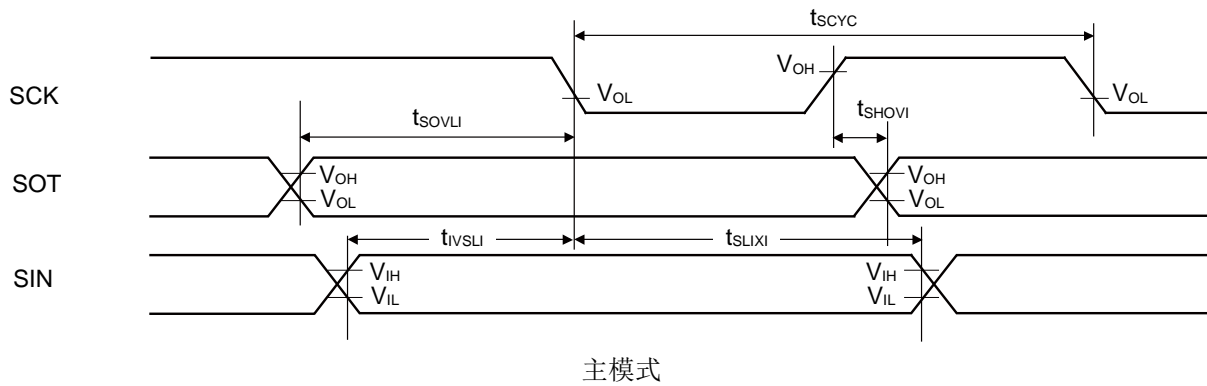 tSCYC
SCK
VOH
VOL
VOL
tSOVLI
tSHOVI
SOT
VOH
VOL
VOH
VOL
tIVSLI
tSLIXI
SIN
VIH
VIL
VIH
VIL
主模式